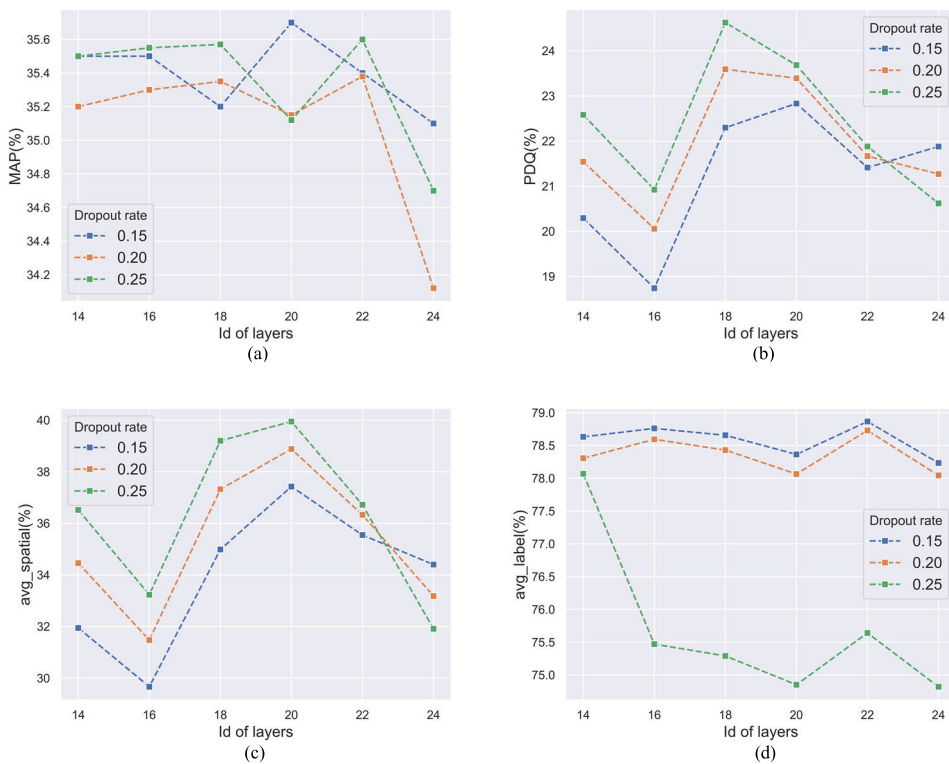 MAP(%)
35.6
35.4
35.2
35.0
34.8
34.6
34.4
34.2
Dropout rate
0.15
0.20
0.25
14 16 18 20 22 24
Id of layers
(a)
PDQ(%)
24
23
22
21
20
19
Dropout rate
0.15
0.20
0.25
14 16 18 20 22 24
Id of layers
(b)
avg_spatial(%)
40
38
36
34
32
30
Dropout rate
0.15
0.20
0.25
14 16 18 20 22 24
Id of layers
(c)
avg_label(%)
79.0
78.5
78.0
77.5
77.0
76.5
76.0
75.5
75.0
Dropout rate
0.15
0.20
0.25
14 16 18 20 22 24
Id of layers
(d)